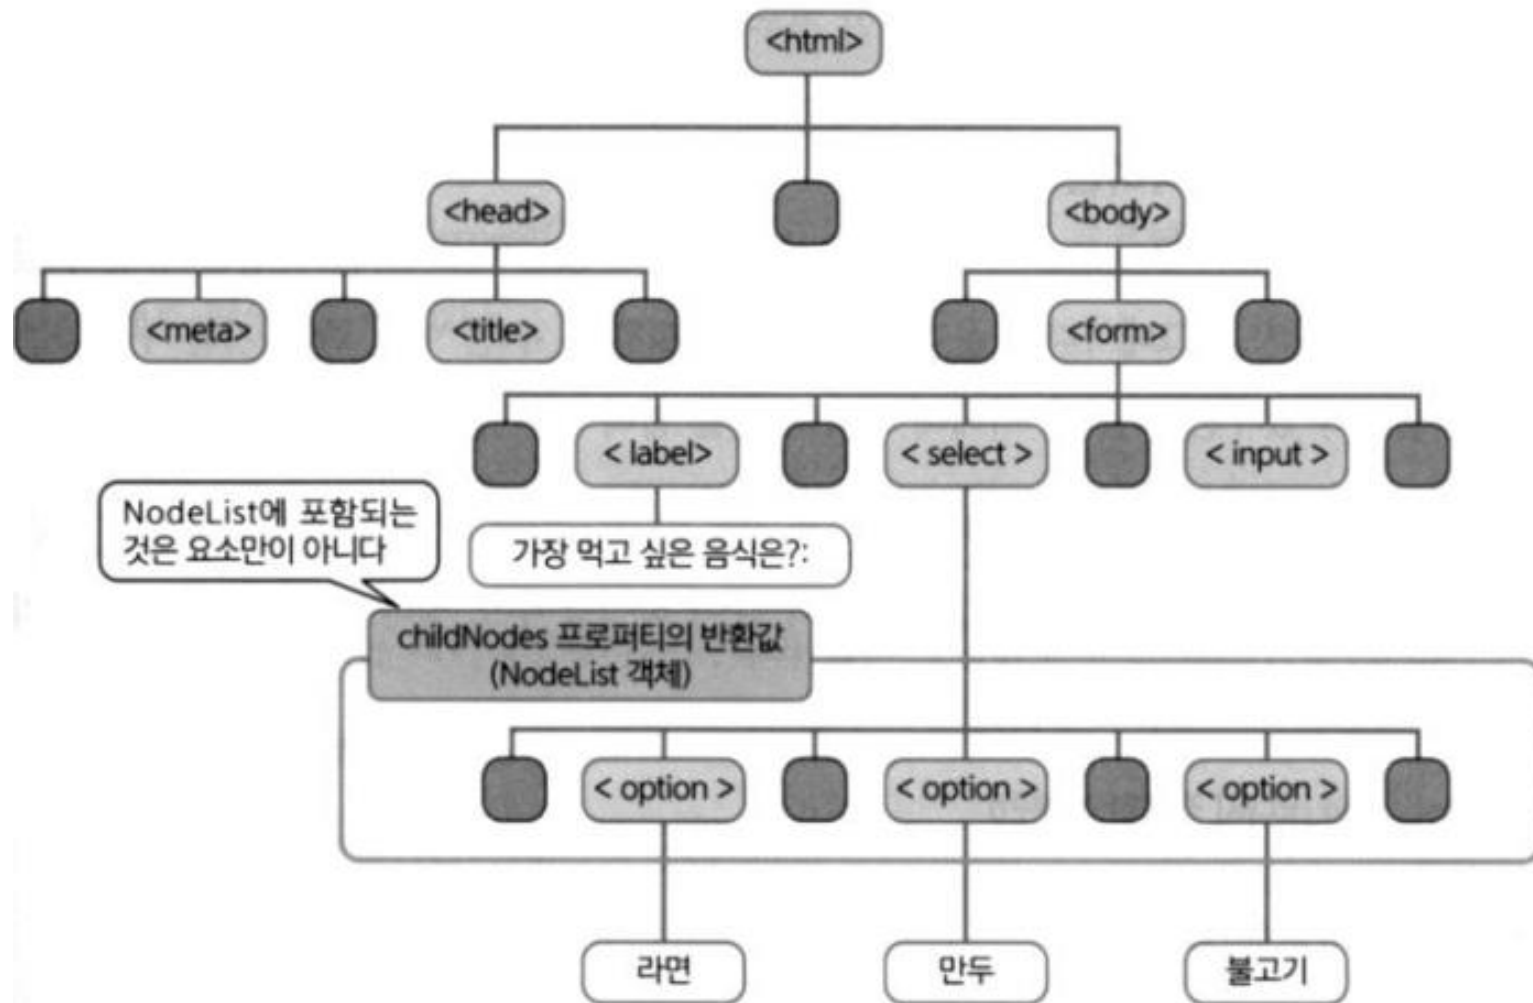 <html>
<head>
<body>
<meta>
<title>
<form>
< label>
< select >
< input >
NodeList에 포함되는
것은 요소만이 아니다
가장 먹고 싶은 음식은?:
childNodes 프로퍼티의 반환값
(NodeList 객체)
< option >
< option >
< option >
라면
만두
불고기